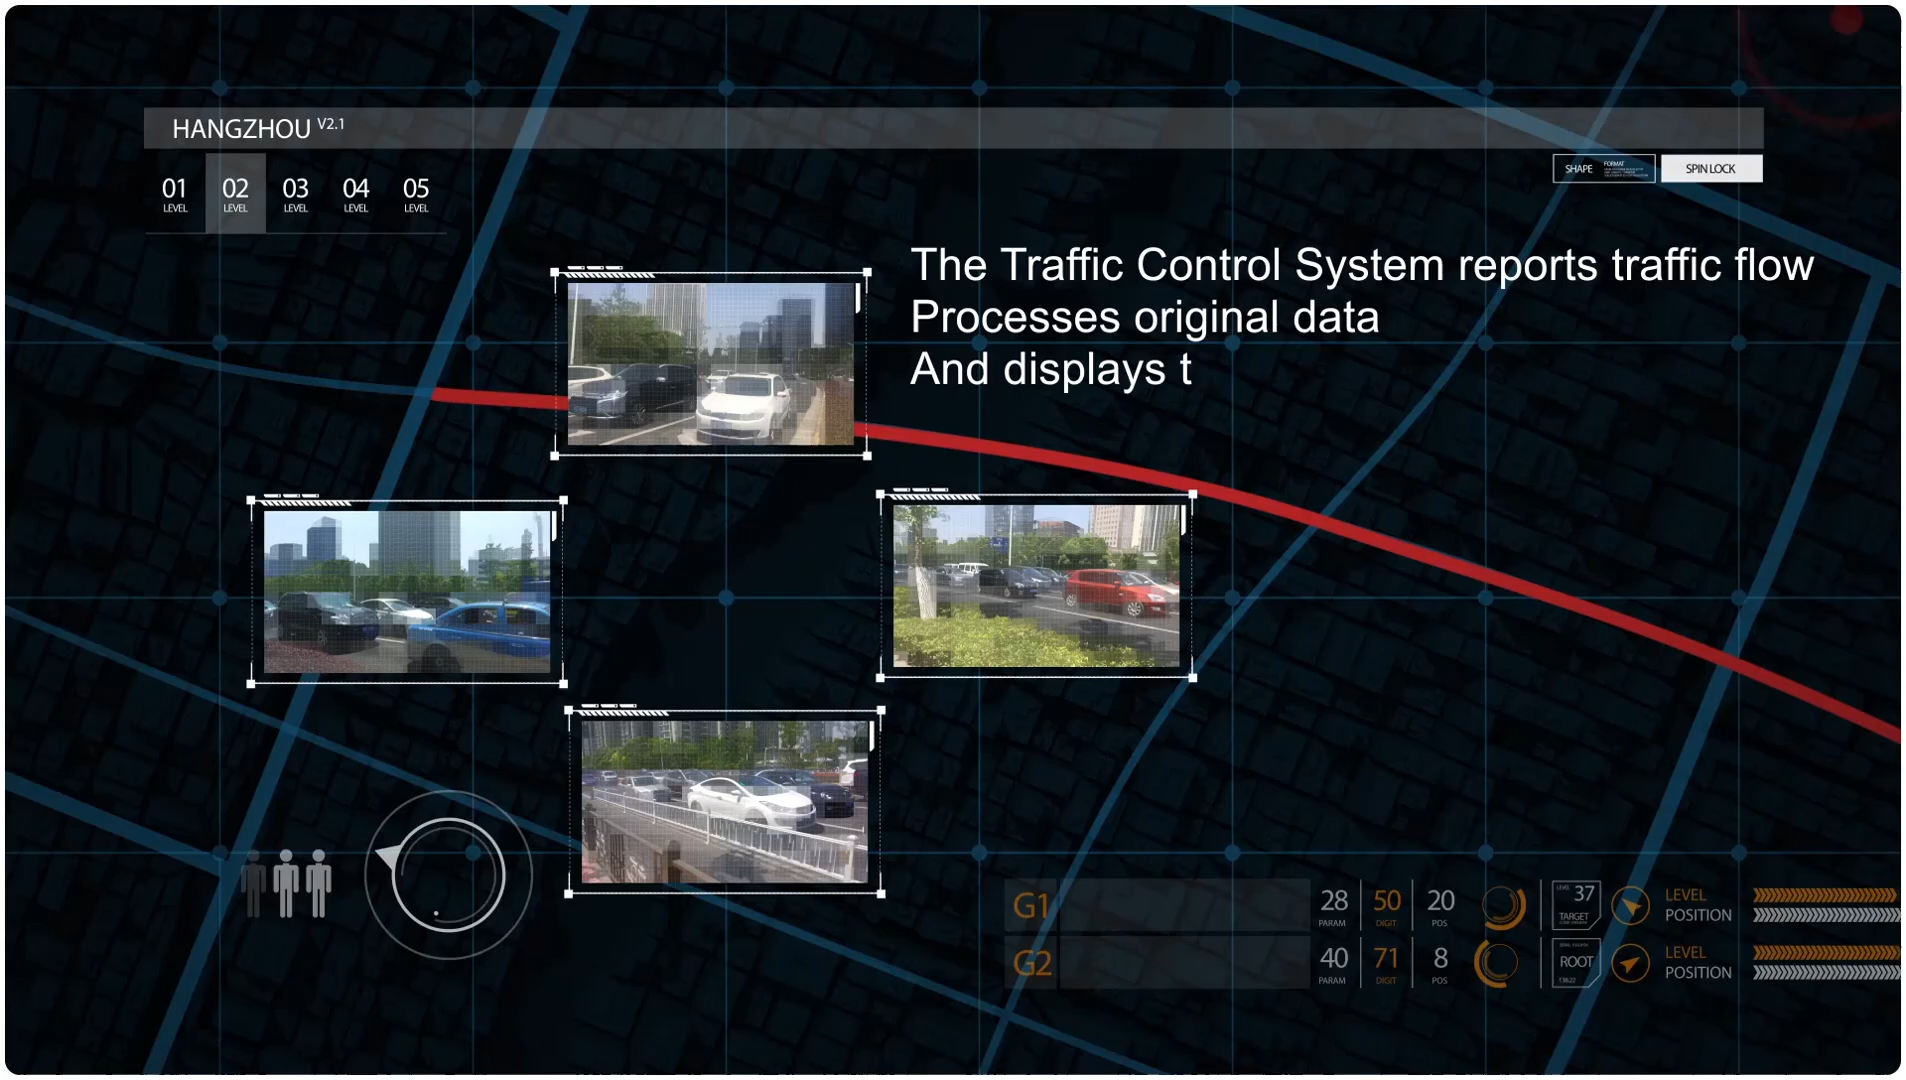 HANGZHOU V2.1
01 02 03 04 05
LEVEL LEVEL LEVEL LEVEL LEVEL
SHAPE FORMAT
SPIN LOCK
The Traffic Control System reports traffic flow
Processes original data
And displays t
G1 28 50 20 37 LEVEL
PARAM DIGIT POS TARGET POSITION
G2 40 71 8 ROOT LEVEL
PARAM DIGIT POS 13622 POSITION